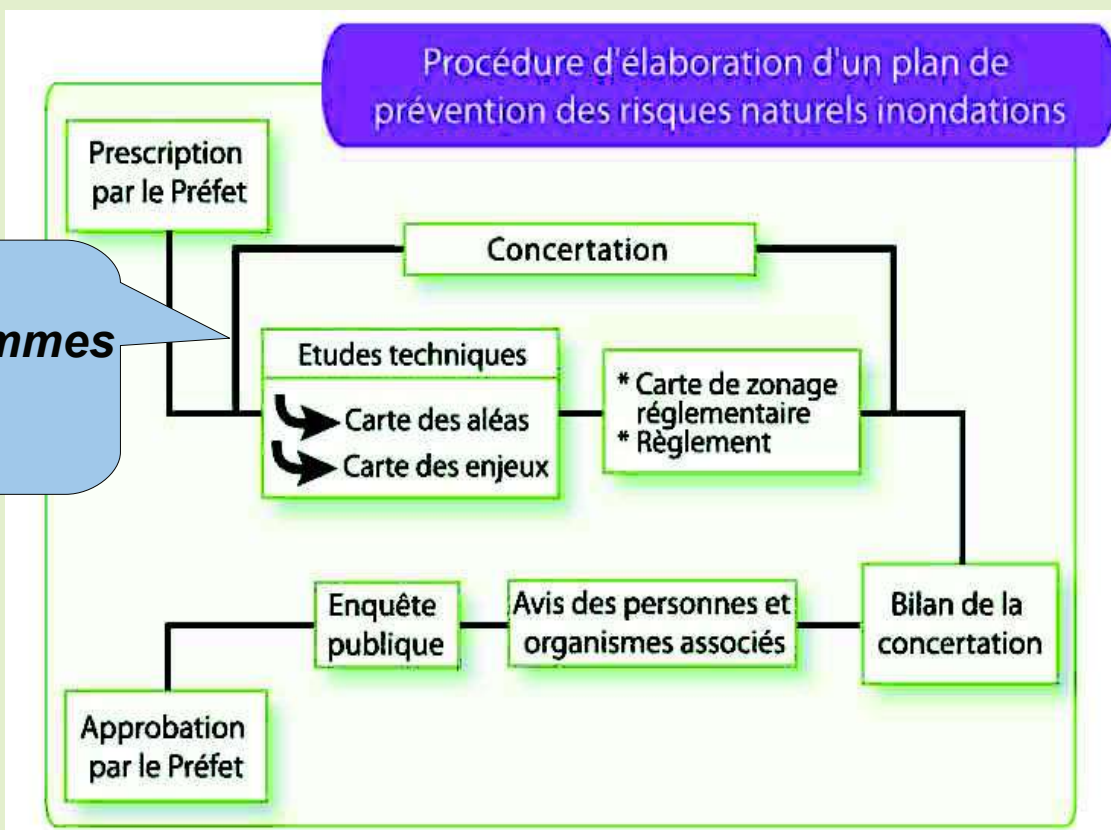 Procédure d'élaboration d'un plan de
prévention des risques naturels inondations
Prescription
par le Préfet
Concertation
Etudes techniques
Carte des aléas
Carte des enjeux
* Carte de zonage
réglementaire
* Règlement
Bilan de la
concertation
Avis des personnes et
organismes associés
Enquête
publique
Approbation
par le Préfet